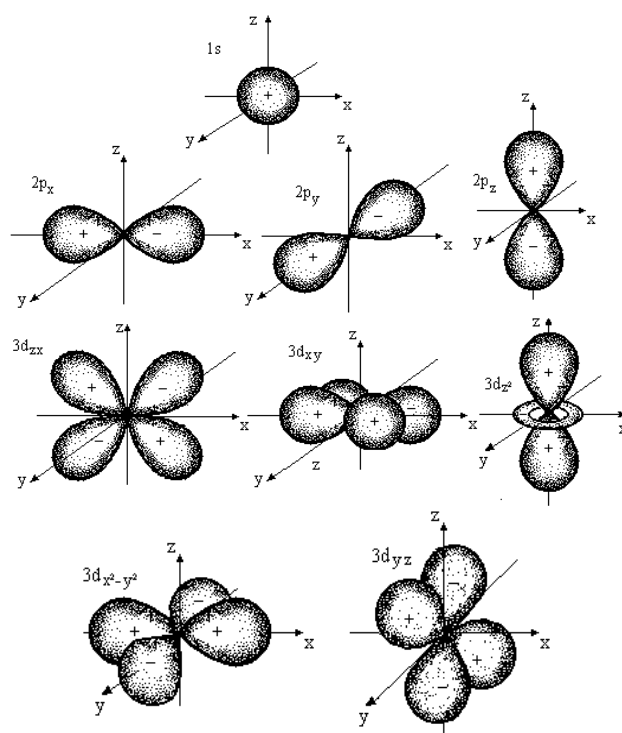 z
1s
+
x
y
z
2px
+
−
x
y
z
2py
−
+
x
y
z
2pz
+
−
x
y
z
3dzx
+
−
−
+
x
y
3dxy
+
+
−
x
z
y
z
3dz²
+
+
x
y
z
3dx²-y²
−
+
+
−
x
y
z
3dyz
−
+
+
−
x
y